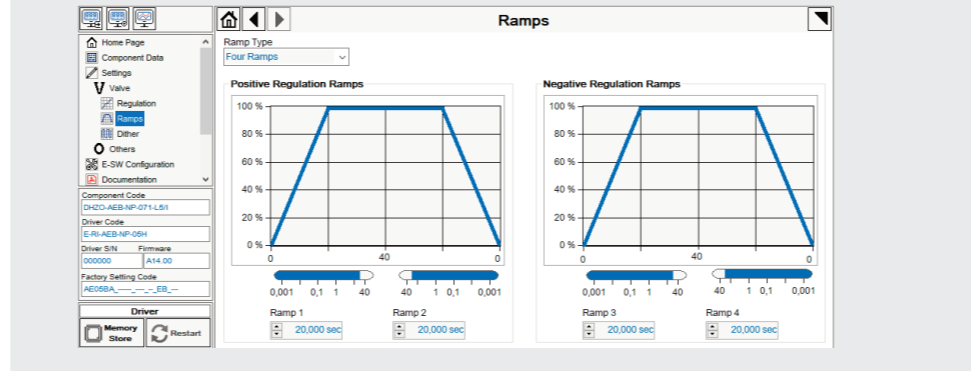 Ramps
Home Page
Component Data
Settings
Valve
Regulation
Ramps
Dither
Others
E-SW Configuration
Documentation
Component Code
DHZO-AEB-NP-071-L5/I
Driver Code
E-RI-AEB-NP-05H
Driver S/N Firmware
000000 A14.00
Factory Setting Code
Driver
Memory Store
Restart
Ramp Type
Four Ramps
Positive Regulation Ramps
100 %
80 %
60 %
40 %
20 %
0 %
0 40 0
0,001 0,1 1 40 40 1 0,1 0,001
Ramp 1 Ramp 2
20,000 sec 20,000 sec
Negative Regulation Ramps
100 %
80 %
60 %
40 %
20 %
0 %
0 40 0
0,001 0,1 1 40 40 1 0,1 0,001
Ramp 3 Ramp 4
20,000 sec 20,000 sec